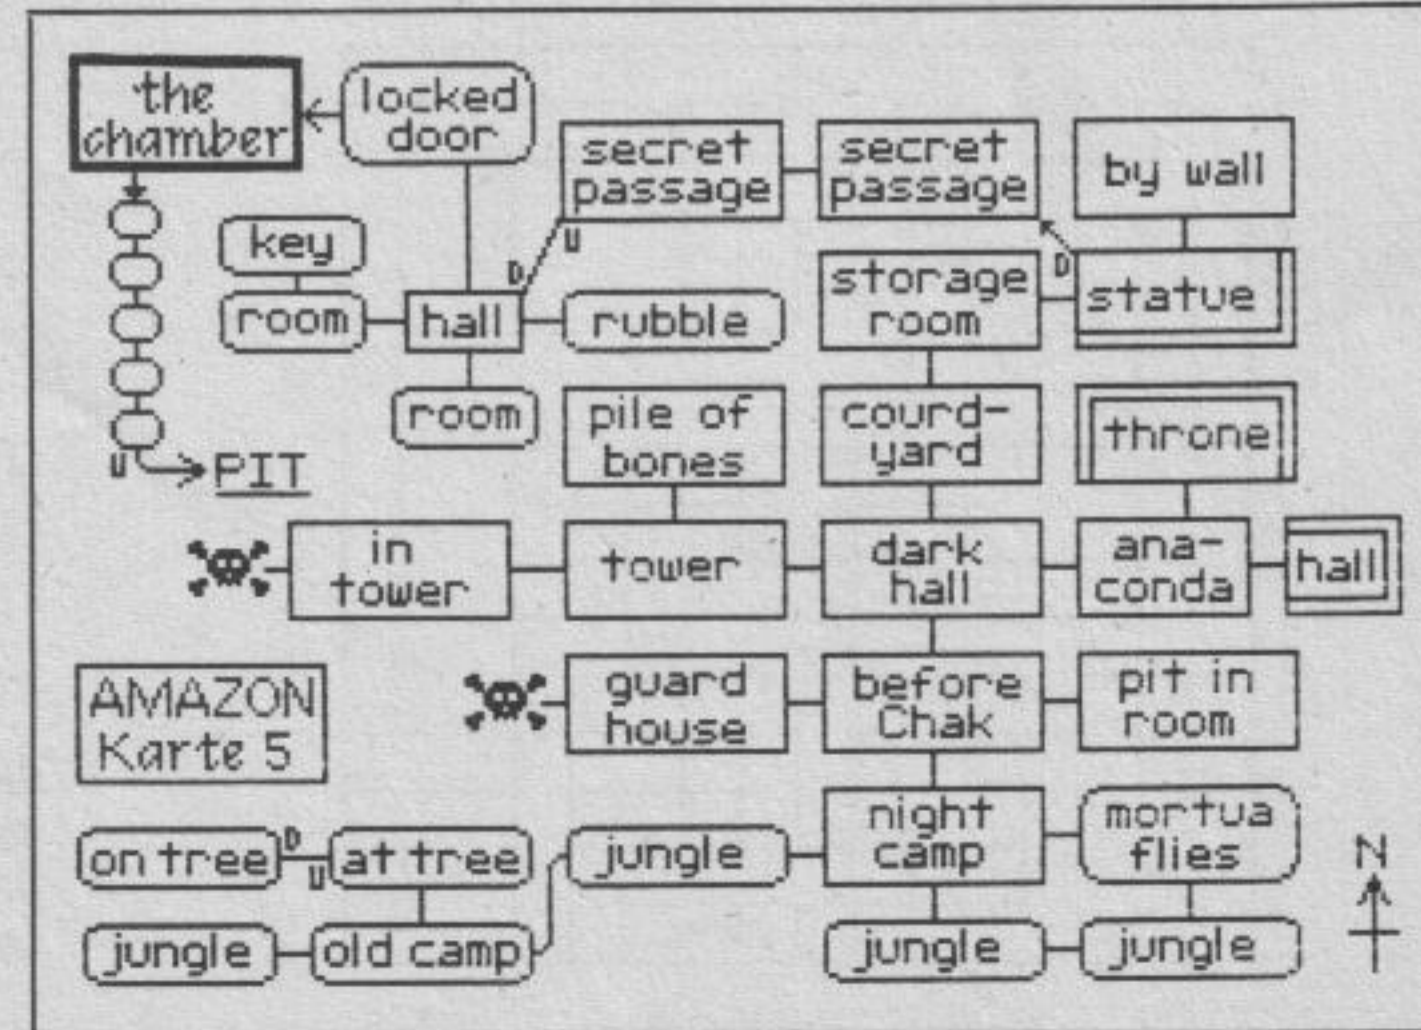 the
chamber
locked
door
secret
passage
secret
passage
by wall
key
U
D
D
storage
room
statue
room
hall
rubble
room
pile of
bones
courd-
yard
throne
U
PIT
in
tower
tower
dark
hall
ana-
conda
hall
AMAZON
Karte 5
guard
house
before
Chak
pit in
room
night
camp
mortua
flies
on tree
D
U
at tree
jungle
N
jungle
old camp
jungle
jungle